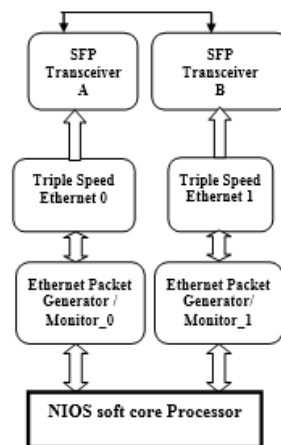 SFP
Transceiver
A
SFP
Transceiver
B
Triple Speed
Ethernet 0
Triple Speed
Ethernet 1
Ethernet Packet
Generator /
Monitor_0
Ethernet Packet
Generator/
Monitor_1
NIOS soft core Processor